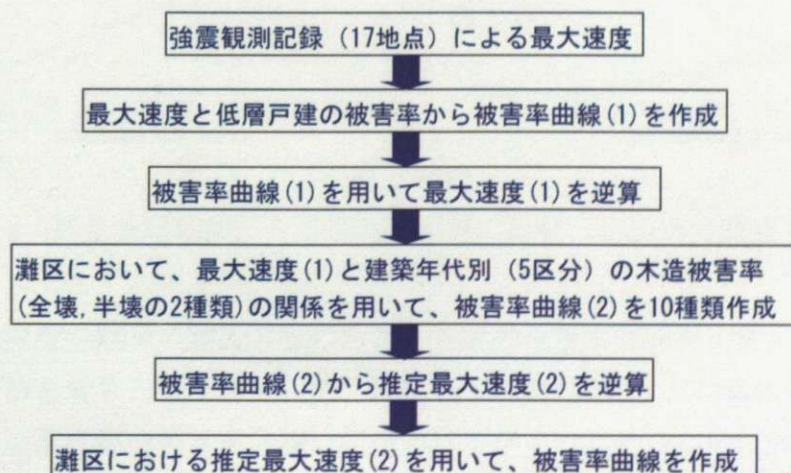 強震観測記録（17地点）による最大速度
最大速度と低層戸建の被害率から被害率曲線(1)を作成
被害率曲線(1)を用いて最大速度(1)を逆算
灘区において、最大速度(1)と建築年代別（5区分）の木造被害率
(全壊,半壊の2種類)の関係を用いて、被害率曲線(2)を10種類作成
被害率曲線(2)から推定最大速度(2)を逆算
灘区における推定最大速度(2)を用いて、被害率曲線を作成